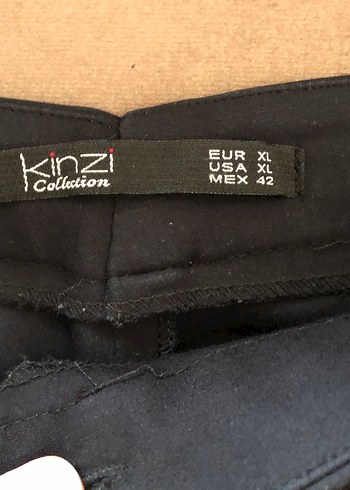 Kinzi
Collection
EUR XL
USA XL
MEX 42